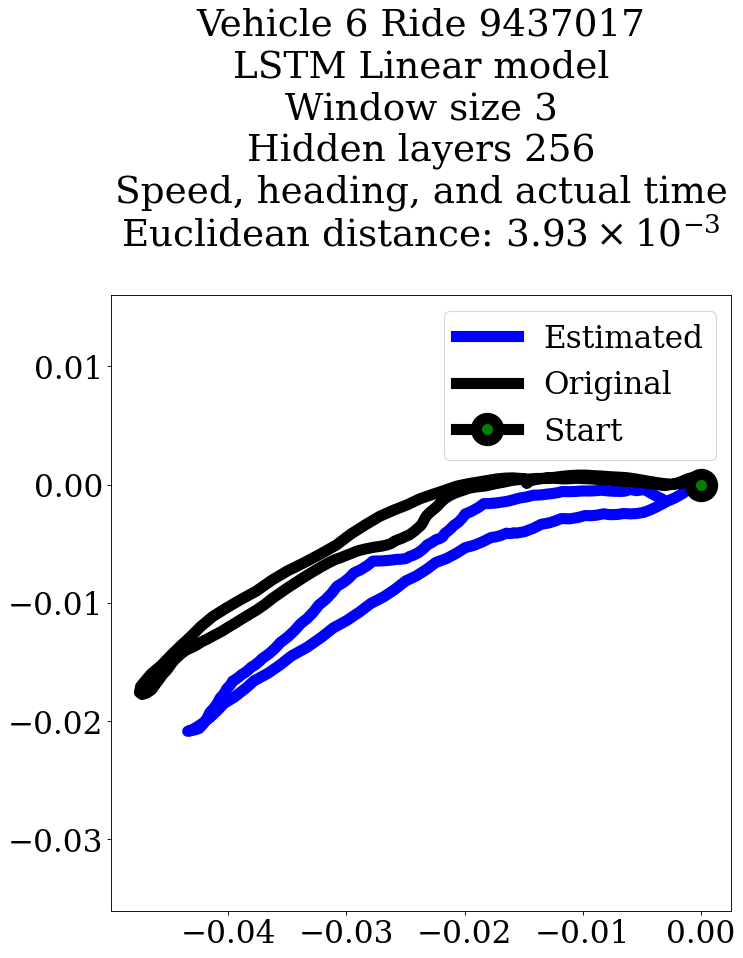 Vehicle 6 Ride 9437017
LSTM Linear model
Window size 3
Hidden layers 256
Speed, heading, and actual time
Euclidean distance: 3.93 × 10⁻³
Estimated
Original
Start
0.01
0.00
−0.01
−0.02
−0.03
−0.04 −0.03 −0.02 −0.01 0.00